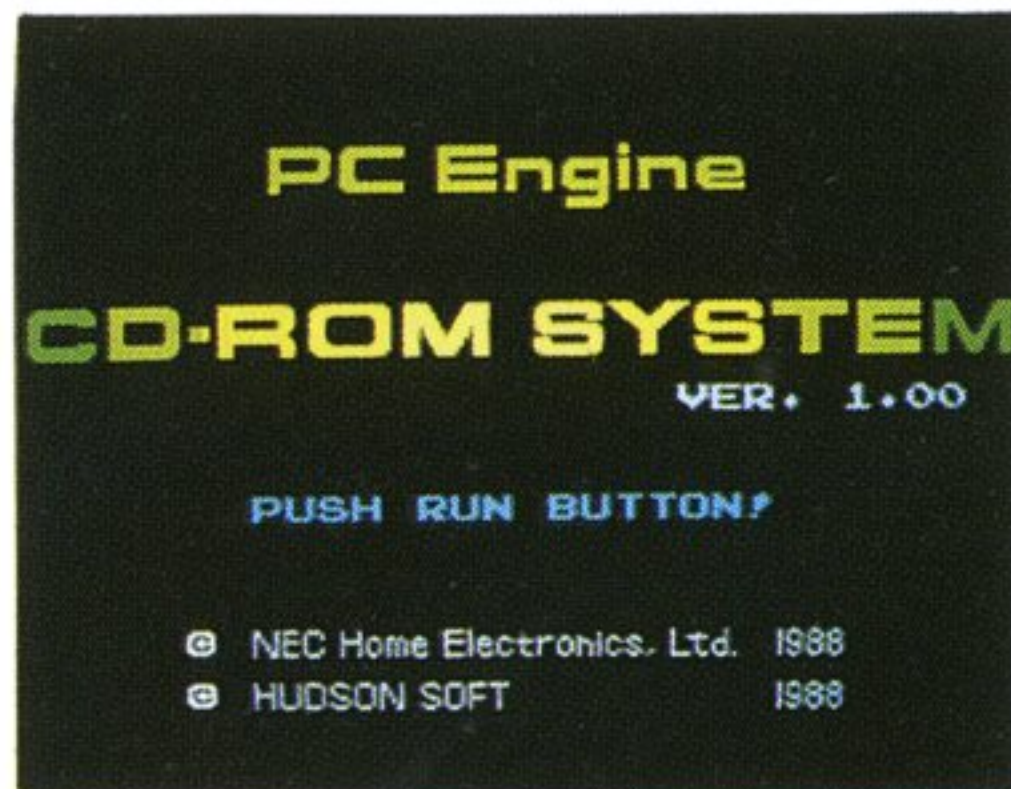 PC Engine
CD-ROM SYSTEM
VER. 1.00
PUSH RUN BUTTON!
© NEC Home Electronics, Ltd. 1988
© HUDSON SOFT 1988